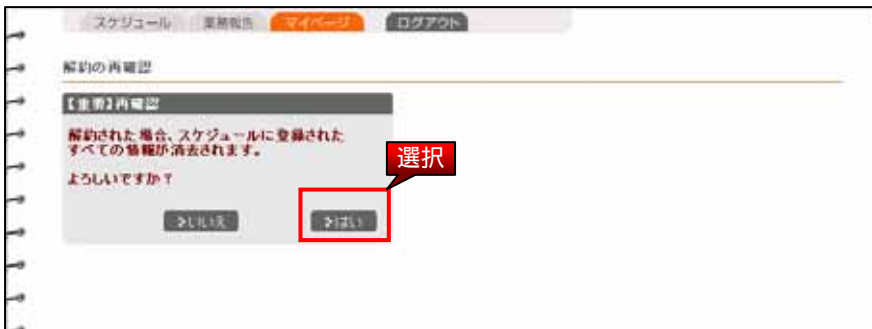 スケジュール 業務報告 マイページ ログアウト
解約の再確認
【重要】再確認
解約された場合、スケジュールに登録された
すべての情報が消去されます。
よろしいですか？
選択
>いいえ >はい